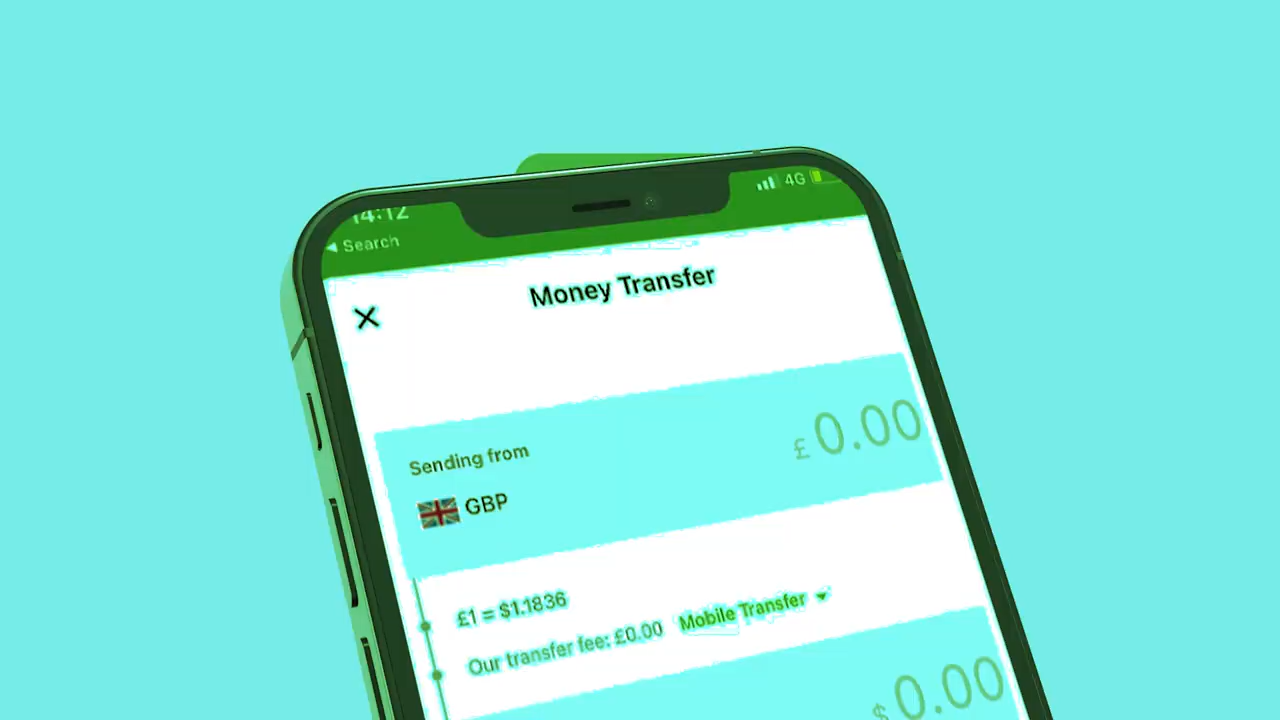 14:12
4G
◀ Search
Money Transfer
Sending from
£ 0.00
GBP
£1 = $1.1836
Our transfer fee: £0.00 Mobile Transfer
$ 0.00